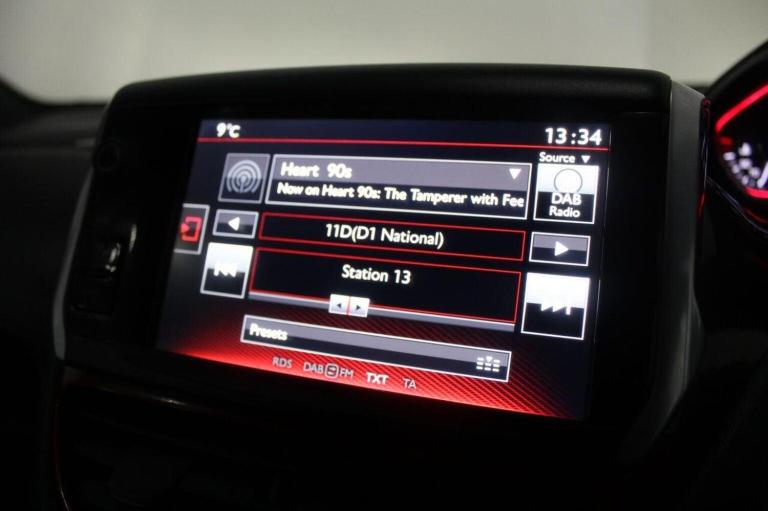 9°C
13:34
Source ▼
Heart 90s
Now on Heart 90s: The Tamperer with Fee
DAB
Radio
11D(D1 National)
Station 13
Presets
RDS DAB FM TXT TA